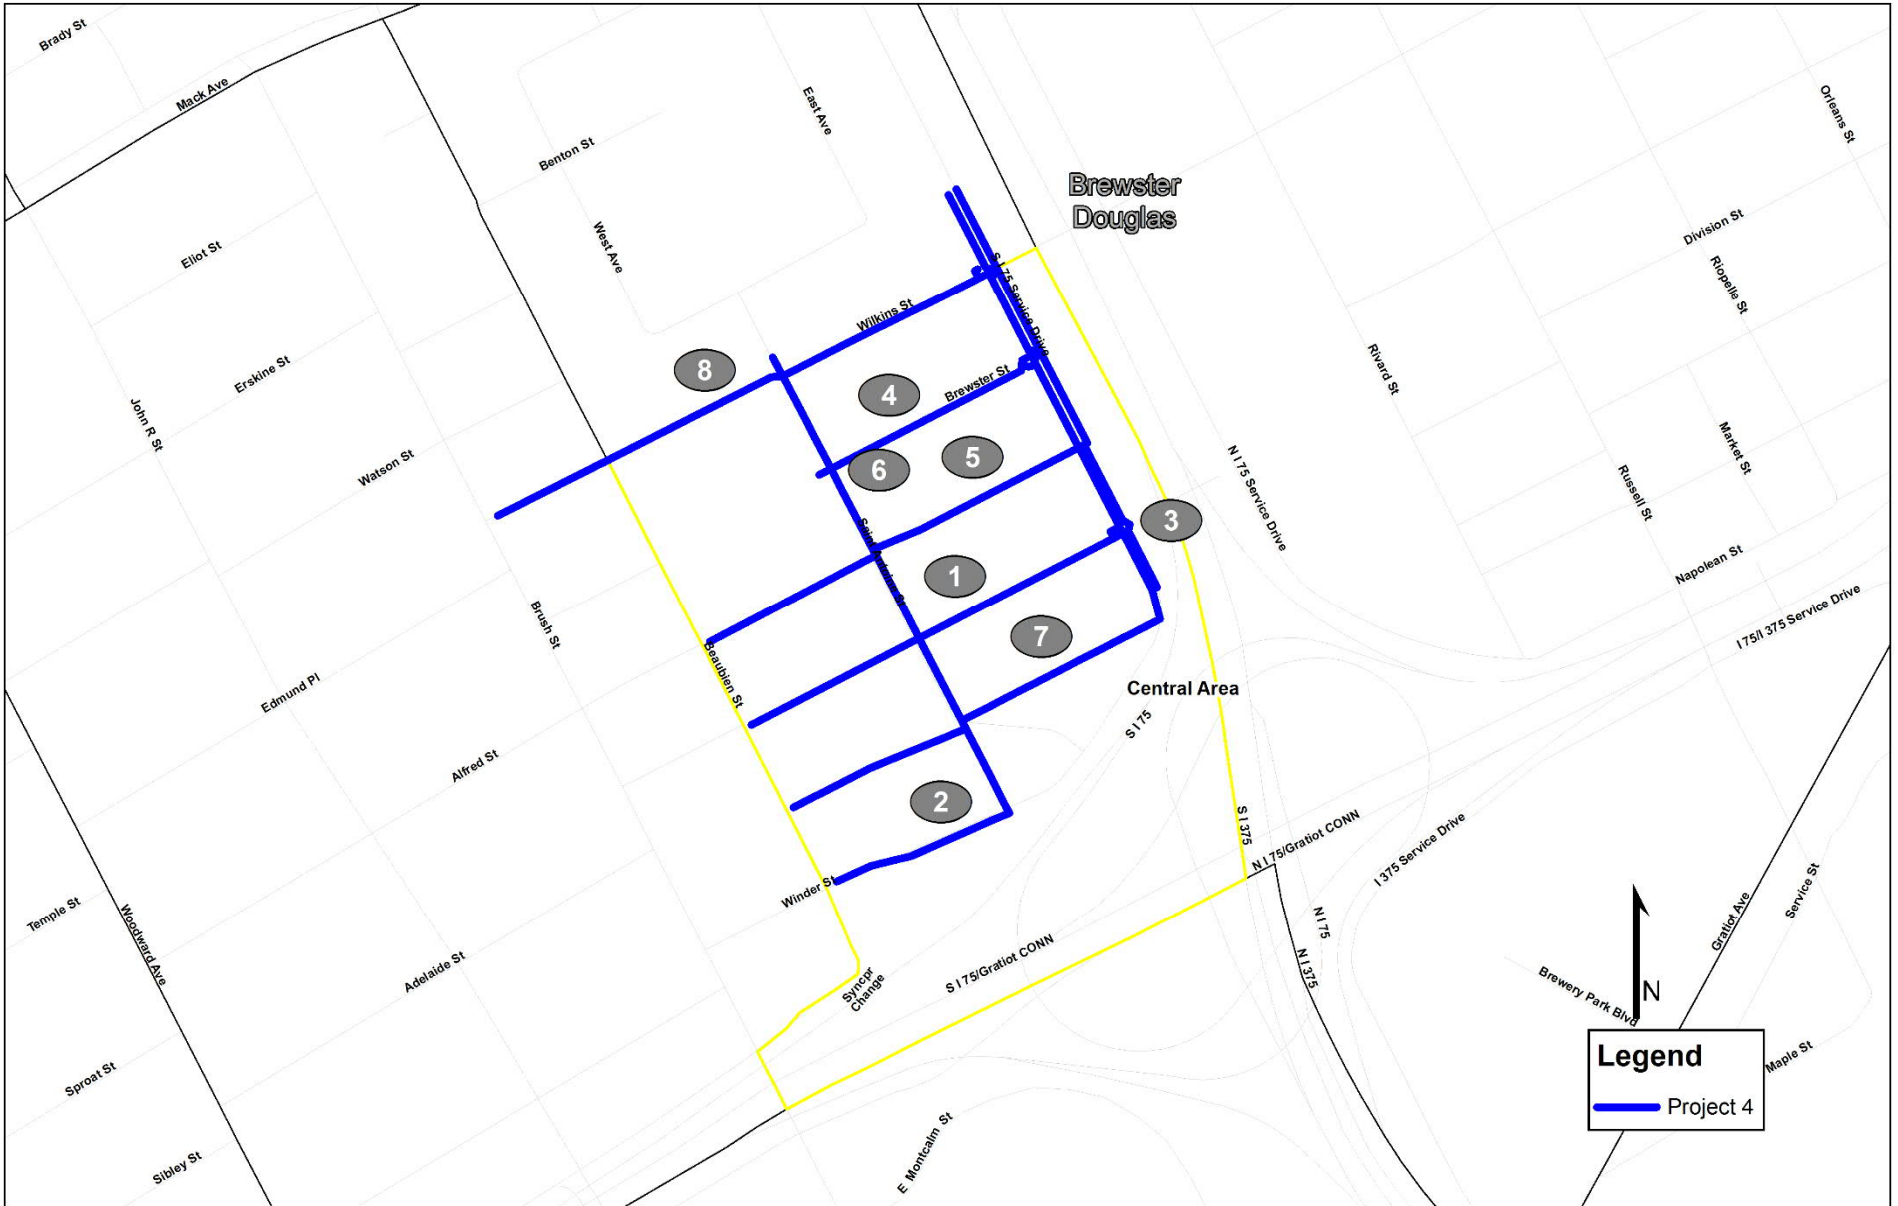 Brady St
Mack Ave
East Ave
Orleans St
Benton St
Brewster
Douglas
Eliot St
West Ave
Division St
Riopelle St
S I 75 Service Drive
Wilkins St
Erskine St
8
4
Brewster St
Rivard St
John R St
Watson St
6
5
N I 75 Service Drive
Market St
Russell St
3
Saint Antoine St
1
Napolean St
Brush St
7
I 75/I 375 Service Drive
Edmund Pl
Beaubien St
Central Area
S I 75
Alfred St
2
S I 375
N I 75/Gratiot CONN
I 375 Service Drive
Winder St
Temple St
Woodward Ave
Service St
Gratiot Ave
N I 75
N I 375
Adelaide St
S I 75/Gratiot CONN
Syncpr
Change
Brewery Park Blvd
N
Legend
Project 4
Maple St
Sproat St
E Montcalm St
Sibley St